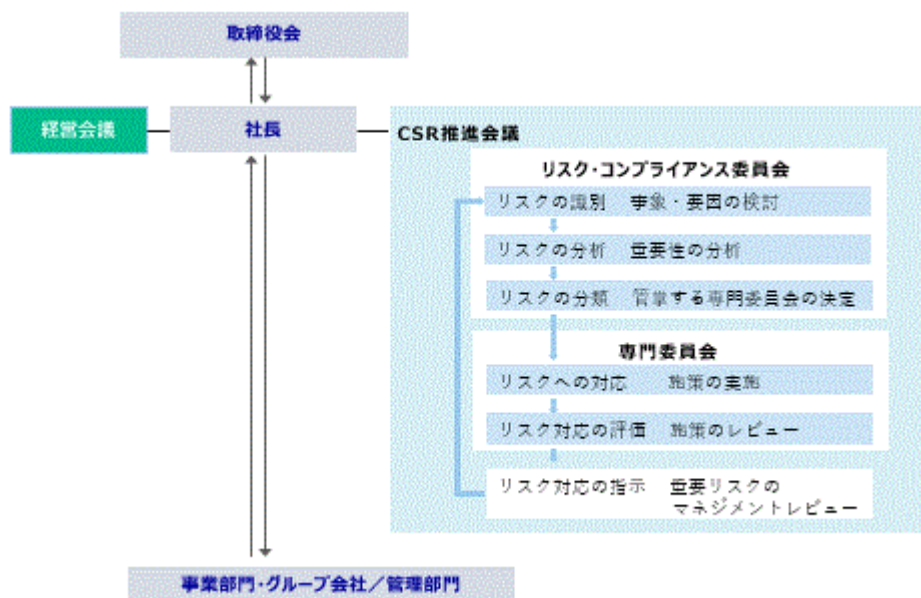 取締役会
経営会議
社長
CSR推進会議
リスク・コンプライアンス委員会
リスクの識別 事象・要因の検討
リスクの分析 重要性の分析
リスクの分類 管掌する専門委員会の決定
専門委員会
リスクへの対応 施策の実施
リスク対応の評価 施策のレビュー
リスク対応の指示 重要リスクの
マネジメントレビュー
事業部門・グループ会社／管理部門